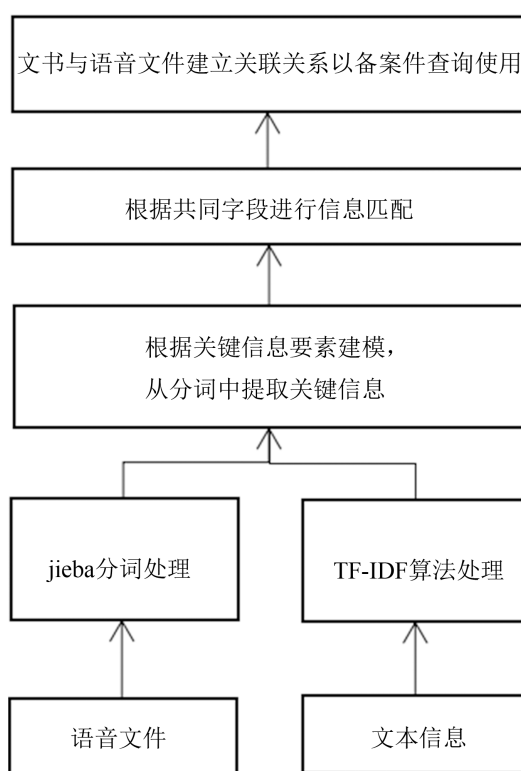 文书与语音文件建立关联关系以备案件查询使用
根据共同字段进行信息匹配
根据关键信息要素建模，
从分词中提取关键信息
jieba分词处理
TF-IDF算法处理
语音文件
文本信息